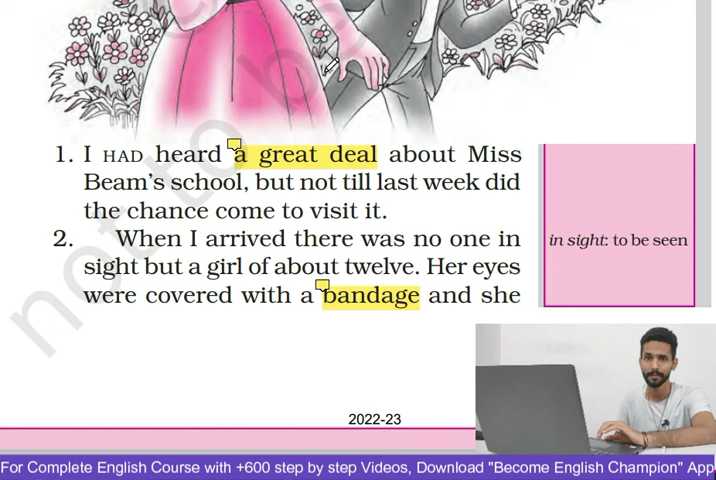 1. I HAD heard a great deal about Miss
Beam's school, but not till last week did
the chance come to visit it.
2. When I arrived there was no one in
sight but a girl of about twelve. Her eyes
were covered with a bandage and she
in sight: to be seen
not to be
2022-23
For Complete English Course with +600 step by step Videos, Download "Become English Champion" App